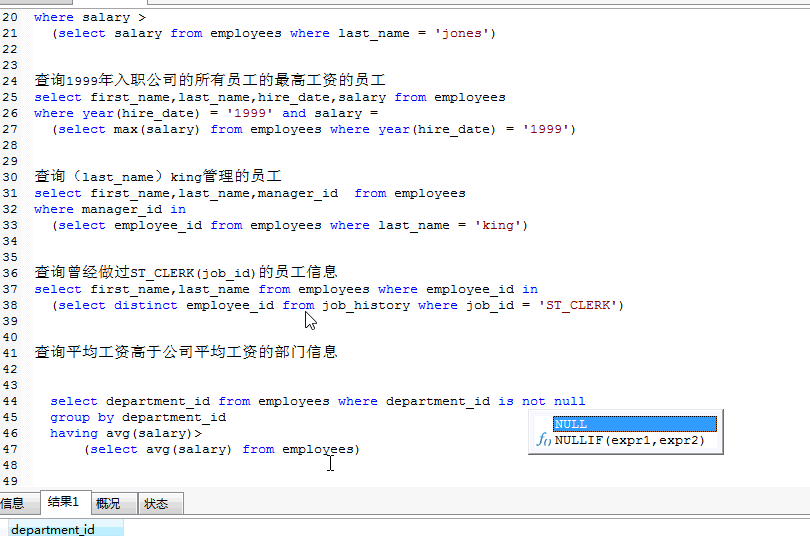 20 where salary >
21 (select salary from employees where last_name = 'jones')
22
23
24 查询1999年入职公司的所有员工的最高工资的员工
25 select first_name,last_name,hire_date,salary from employees
26 where year(hire_date) = '1999' and salary =
27 (select max(salary) from employees where year(hire_date) = '1999')
28
29
30 查询（last_name）king管理的员工
31 select first_name,last_name,manager_id from employees
32 where manager_id in
33 (select employee_id from employees where last_name = 'king')
34
35
36 查询曾经做过ST_CLERK(job_id)的员工信息
37 select first_name,last_name from employees where employee_id in
38 (select distinct employee_id from job_history where job_id = 'ST_CLERK')
39
40
41 查询平均工资高于公司平均工资的部门信息
42
43
44 select department_id from employees where department_id is not null
45 group by department_id
46 having avg(salary)>
47 (select avg(salary) from employees)
48
49
NULL
f() NULLIF(expr1,expr2)
信息 结果1 概况 状态
department_id